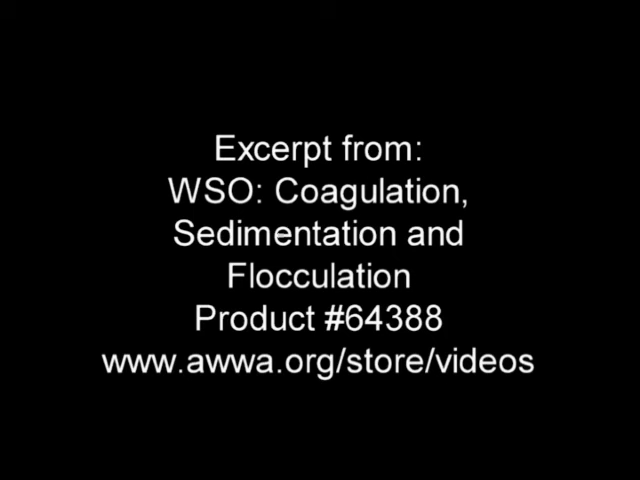 Excerpt from:
WSO: Coagulation,
Sedimentation and
Flocculation
Product #64388
www.awwa.org/store/videos